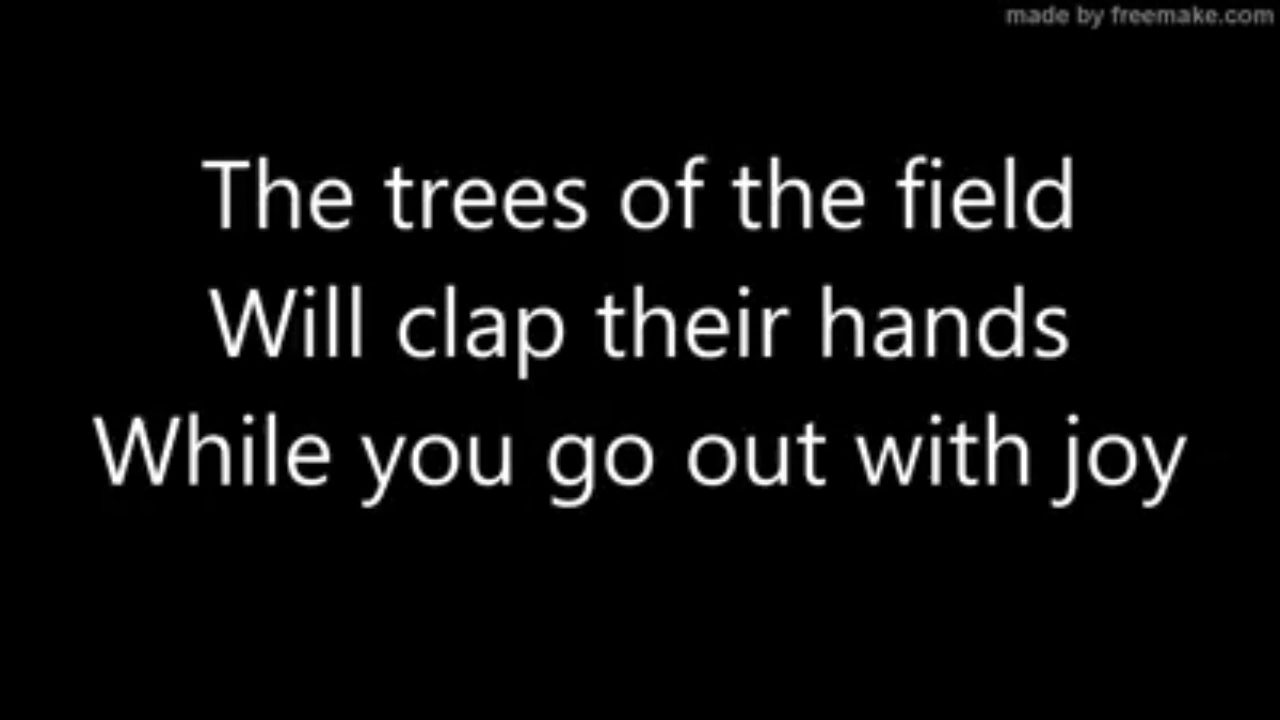 made by freemake.com
The trees of the field
Will clap their hands
While you go out with joy